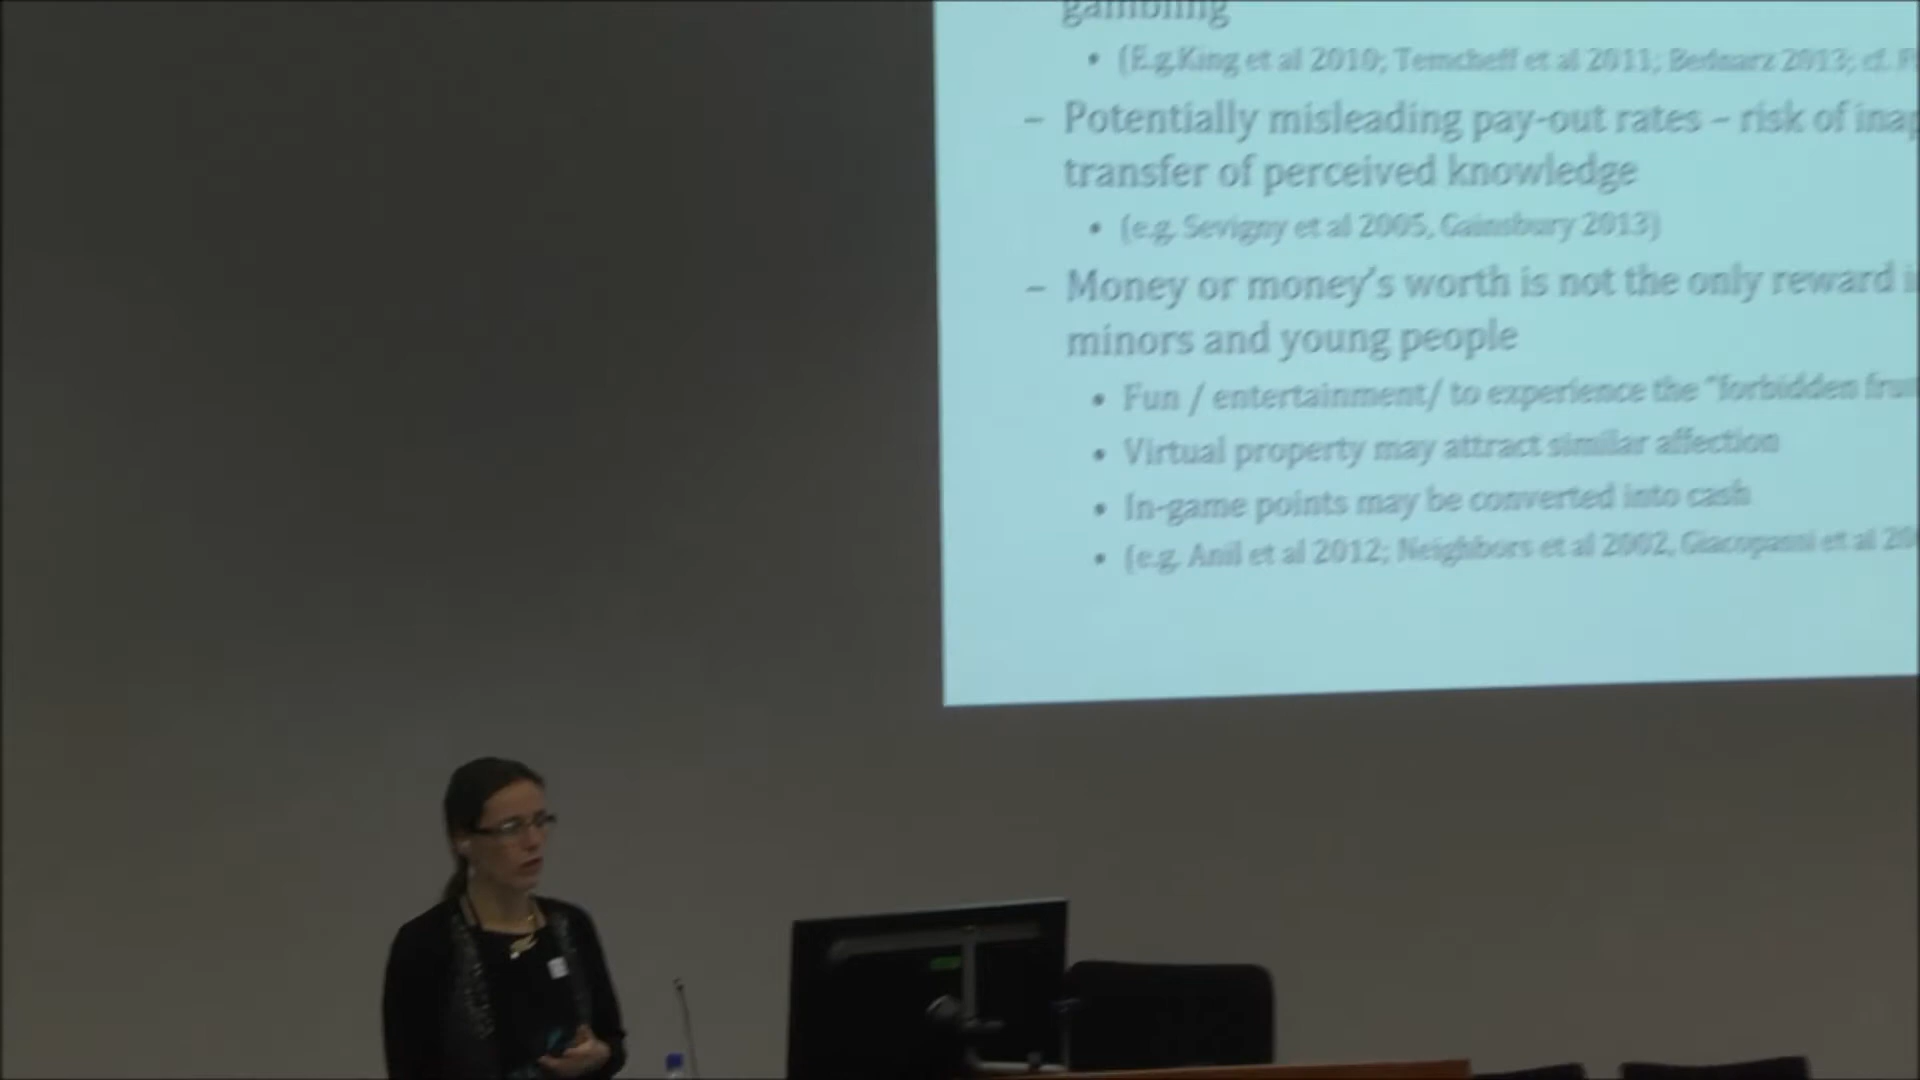 gambling
• (E.g.King et al 2010; Temcheff et al 2011; Bednarz 2013; cf.
– Potentially misleading pay-out rates – risk of
transfer of perceived knowledge
• (e.g. Sevigny et al 2005, Gainsbury 2013)
– Money or money's worth is not the only reward
minors and young people
• Fun / entertainment/ to experience the "forbidden
• Virtual property may attract similar affection
• In-game points may be converted into cash
• (e.g. Anil et al 2012; Neighbors et al 2002, et al